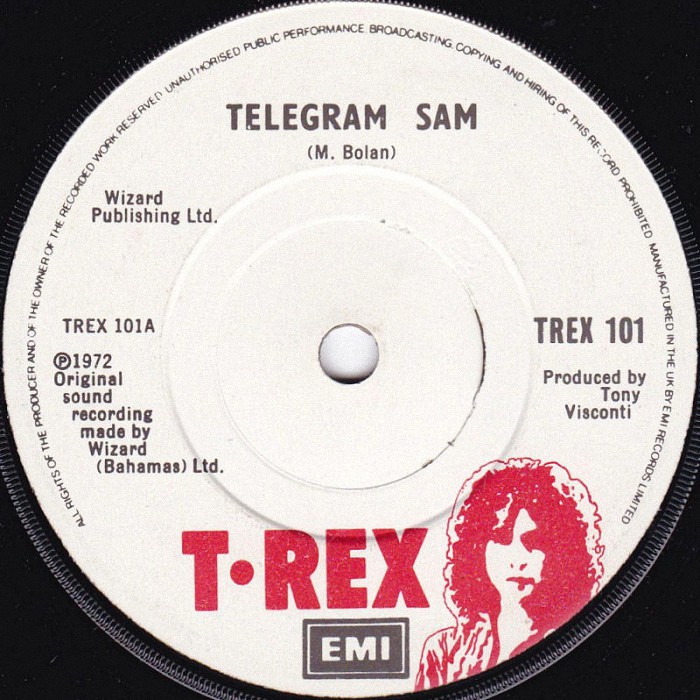 ALL RIGHTS OF THE PRODUCER AND OF THE OWNER OF THE RECORDED WORK RESERVED UNAUTHORISED PUBLIC PERFORMANCE BROADCASTING, COPYING AND HIRING OF THIS RECORD PROHIBITED MANUFACTURED IN THE UK BY EMI RECORDS LIMITED
TELEGRAM SAM
(M. Bolan)
Wizard
Publishing Ltd.
TREX 101A
TREX 101
℗1972
Original
sound
recording
made by
Wizard
(Bahamas) Ltd.
Produced by
Tony
Visconti
T•REX
EMI